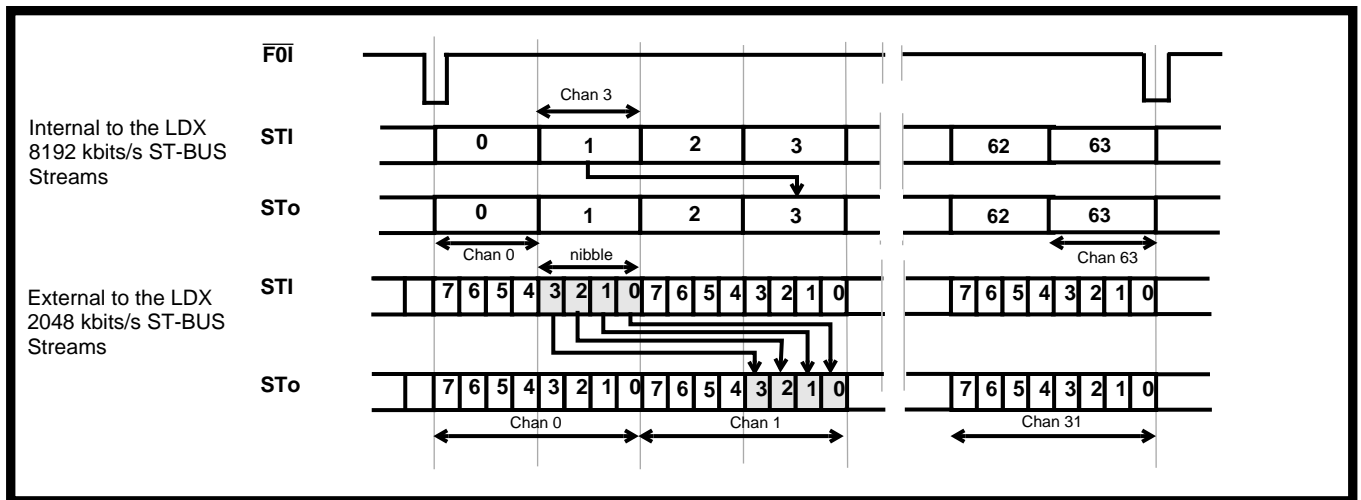 F0I
Chan 3
Internal to the LDX
8192 kbits/s ST-BUS
Streams
STI
0 1 2 3 62 63
STo
0 1 2 3 62 63
Chan 0 nibble Chan 63
External to the LDX
2048 kbits/s ST-BUS
Streams
STI
7 6 5 4 3 2 1 0 7 6 5 4 3 2 1 0 7 6 5 4 3 2 1 0
STo
7 6 5 4 3 2 1 0 7 6 5 4 3 2 1 0 7 6 5 4 3 2 1 0
Chan 0 Chan 1 Chan 31